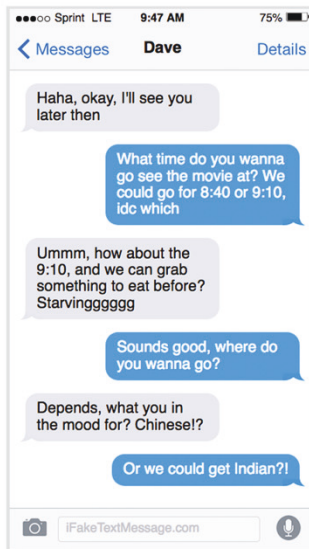 Sprint LTE 9:47 AM 75%
Messages Dave Details
Haha, okay, I'll see you
later then
What time do you wanna
go see the movie at? We
could go for 8:40 or 9:10,
idc which
Ummm, how about the
9:10, and we can grab
something to eat before?
Starvingggggg
Sounds good, where do
you wanna go?
Depends, what you in
the mood for? Chinese!?
Or we could get Indian?!
iFakeTextMessage.com